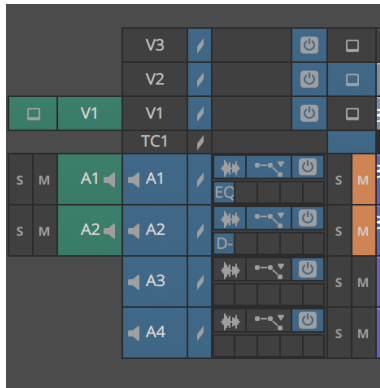 V3
V2
V1 V1
TC1
S M A1 A1 S M
EQ
S M A2 A2 S M
D-
A3 S M
A4 S M